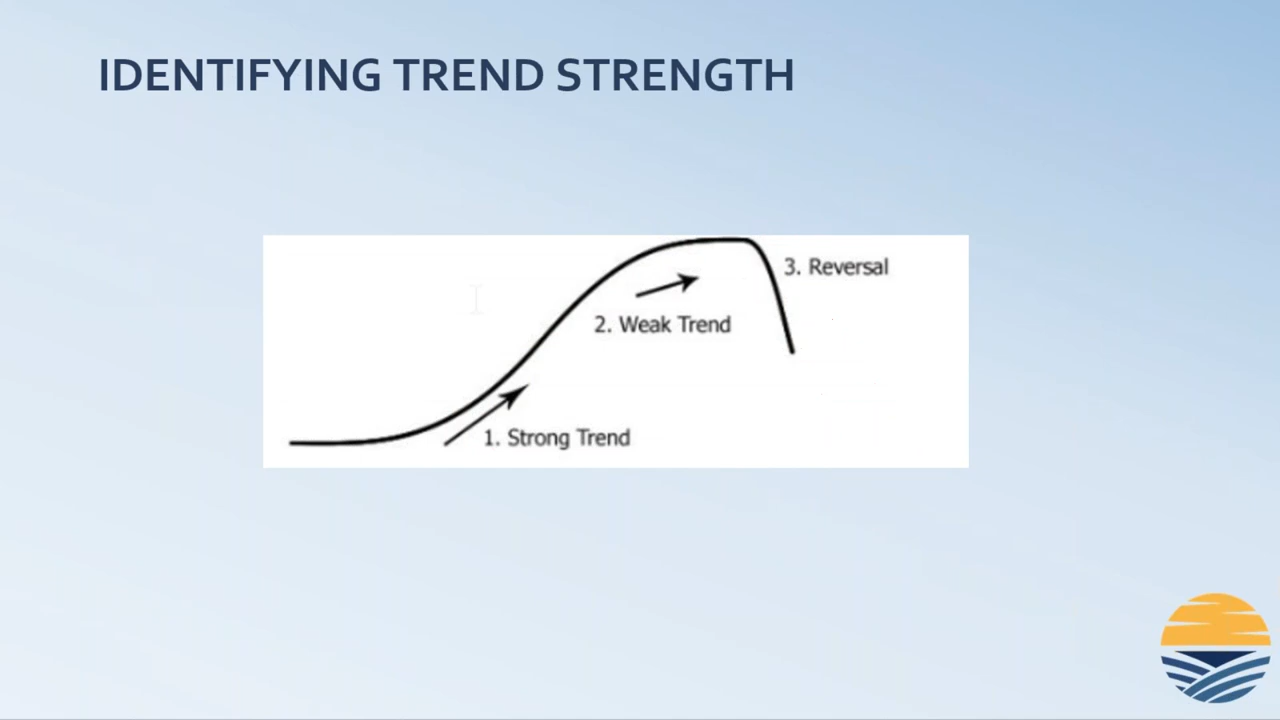 IDENTIFYING TREND STRENGTH
3. Reversal
2. Weak Trend
1. Strong Trend